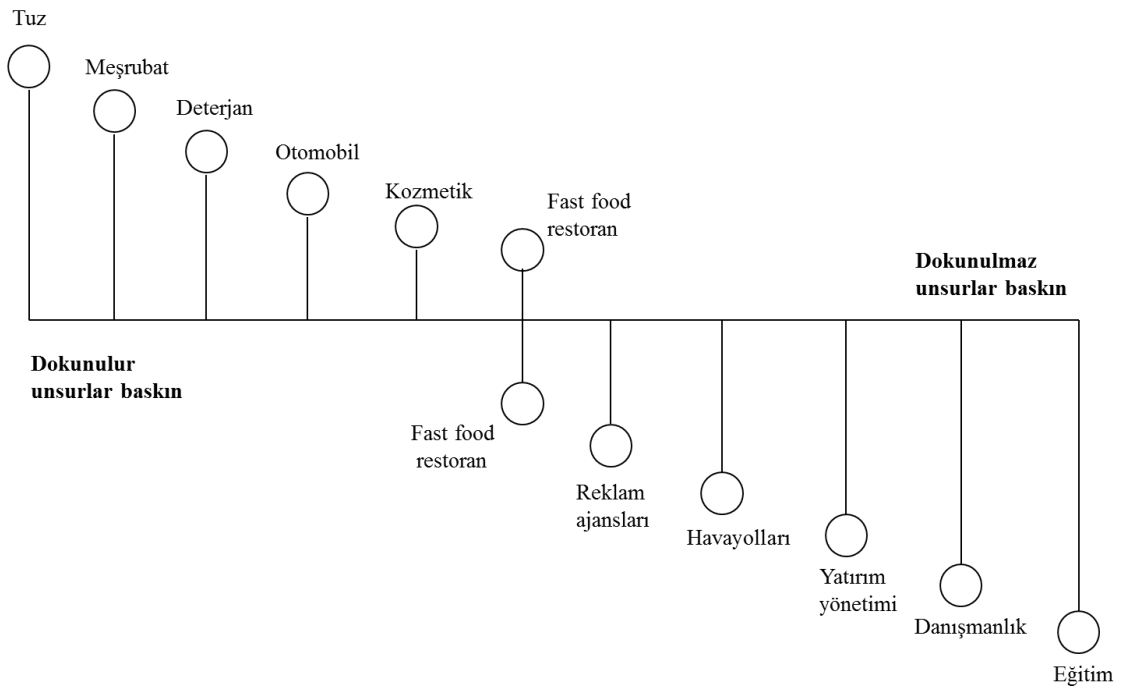 Tuz
Meşrubat
Deterjan
Otomobil
Kozmetik
Fast food
restoran
Dokunulmaz
unsurlar baskın
Dokunulur
unsurlar baskın
Fast food
restoran
Reklam
ajansları
Havayolları
Yatırım
yönetimi
Danışmanlık
Eğitim